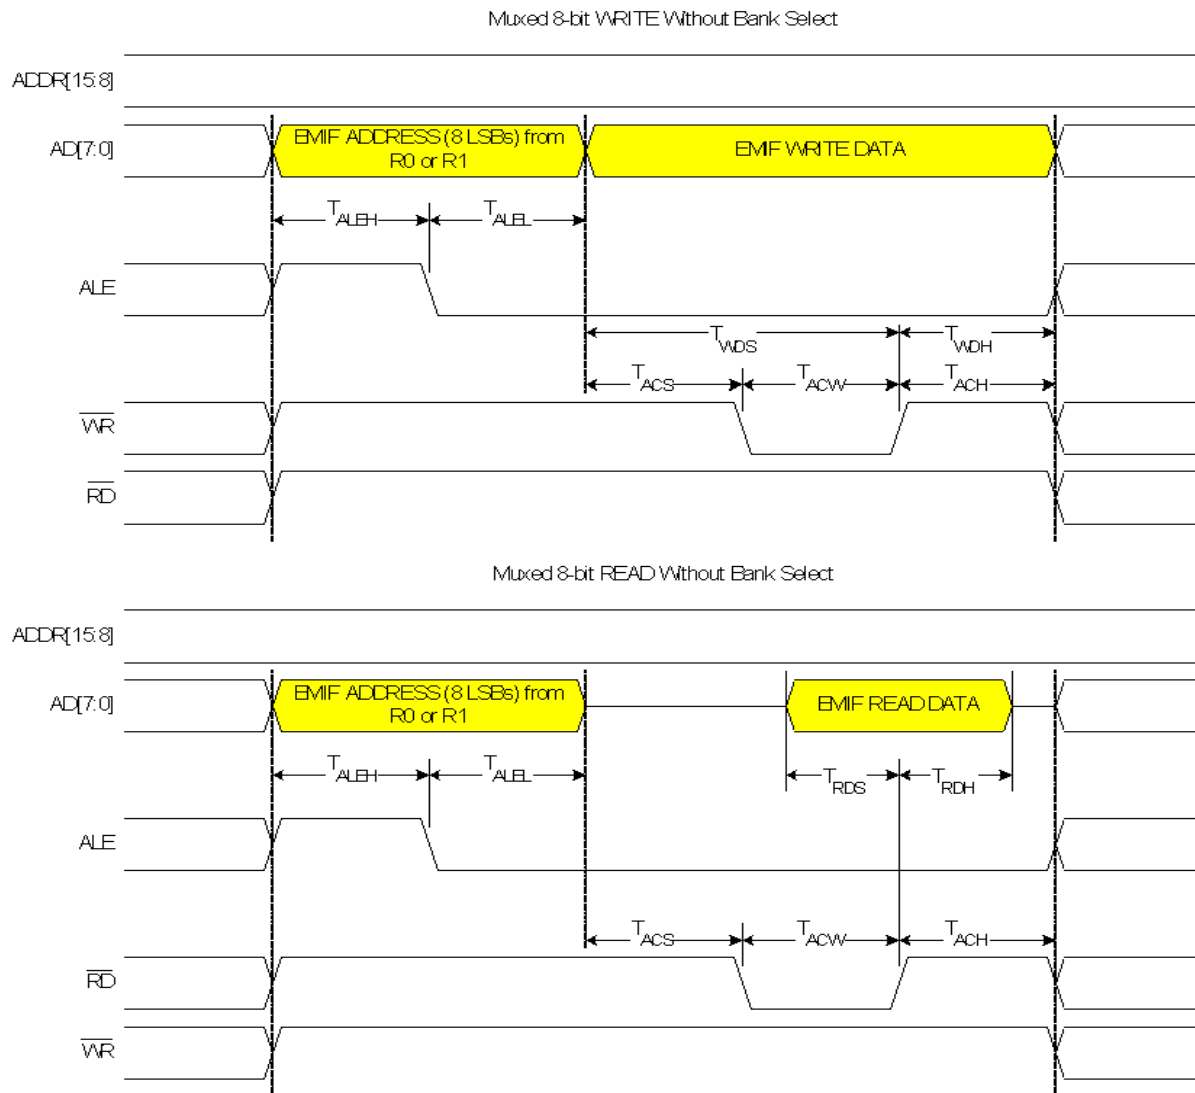 Muxed 8-bit WRITE Without Bank Select
ADDR[15:8]
AD[7:0]
EMIF ADDRESS (8 LSBs) from
R0 or R1
EMIF WRITE DATA
TALEH
TALEL
ALE
TWDS
TWDH
TACS
TACW
TACH
WR
RD
Muxed 8-bit READ Without Bank Select
ADDR[15:8]
AD[7:0]
EMIF ADDRESS (8 LSBs) from
R0 or R1
EMIF READ DATA
TALEH
TALEL
TRDS
TRDH
ALE
TACS
TACW
TACH
RD
WR